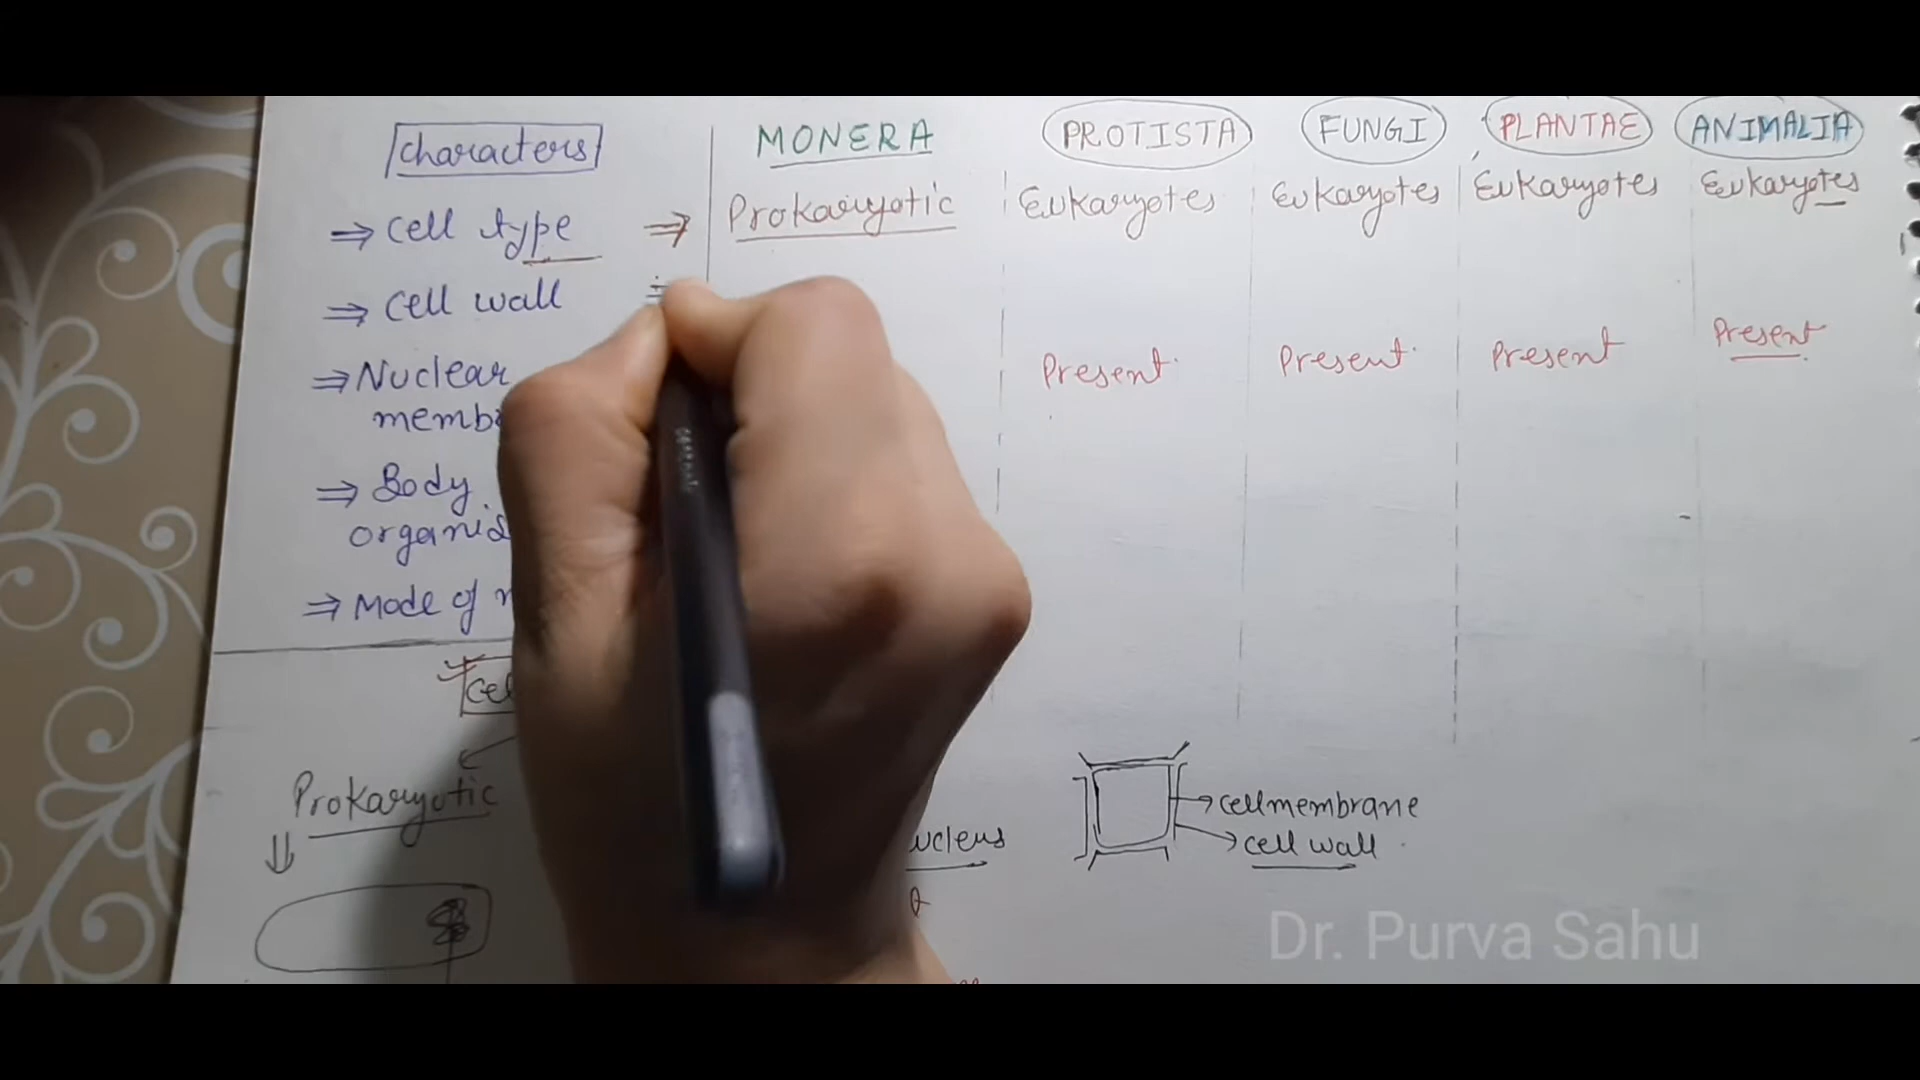 characters
MONERA
PROTISTA
FUNGI
PLANTAE
ANIMALIA
⇒ cell type ⇒
Prokaryotic
Eukaryotes
Eukaryotes
Eukaryotes
Eukaryotes
⇒ cell wall
⇒ Nuclear
Present.
Present.
Present
Present
⇒ Body
⇒ Mode of
Prokaryotic
cellmembrane
cell wall
Dr. Purva Sahu